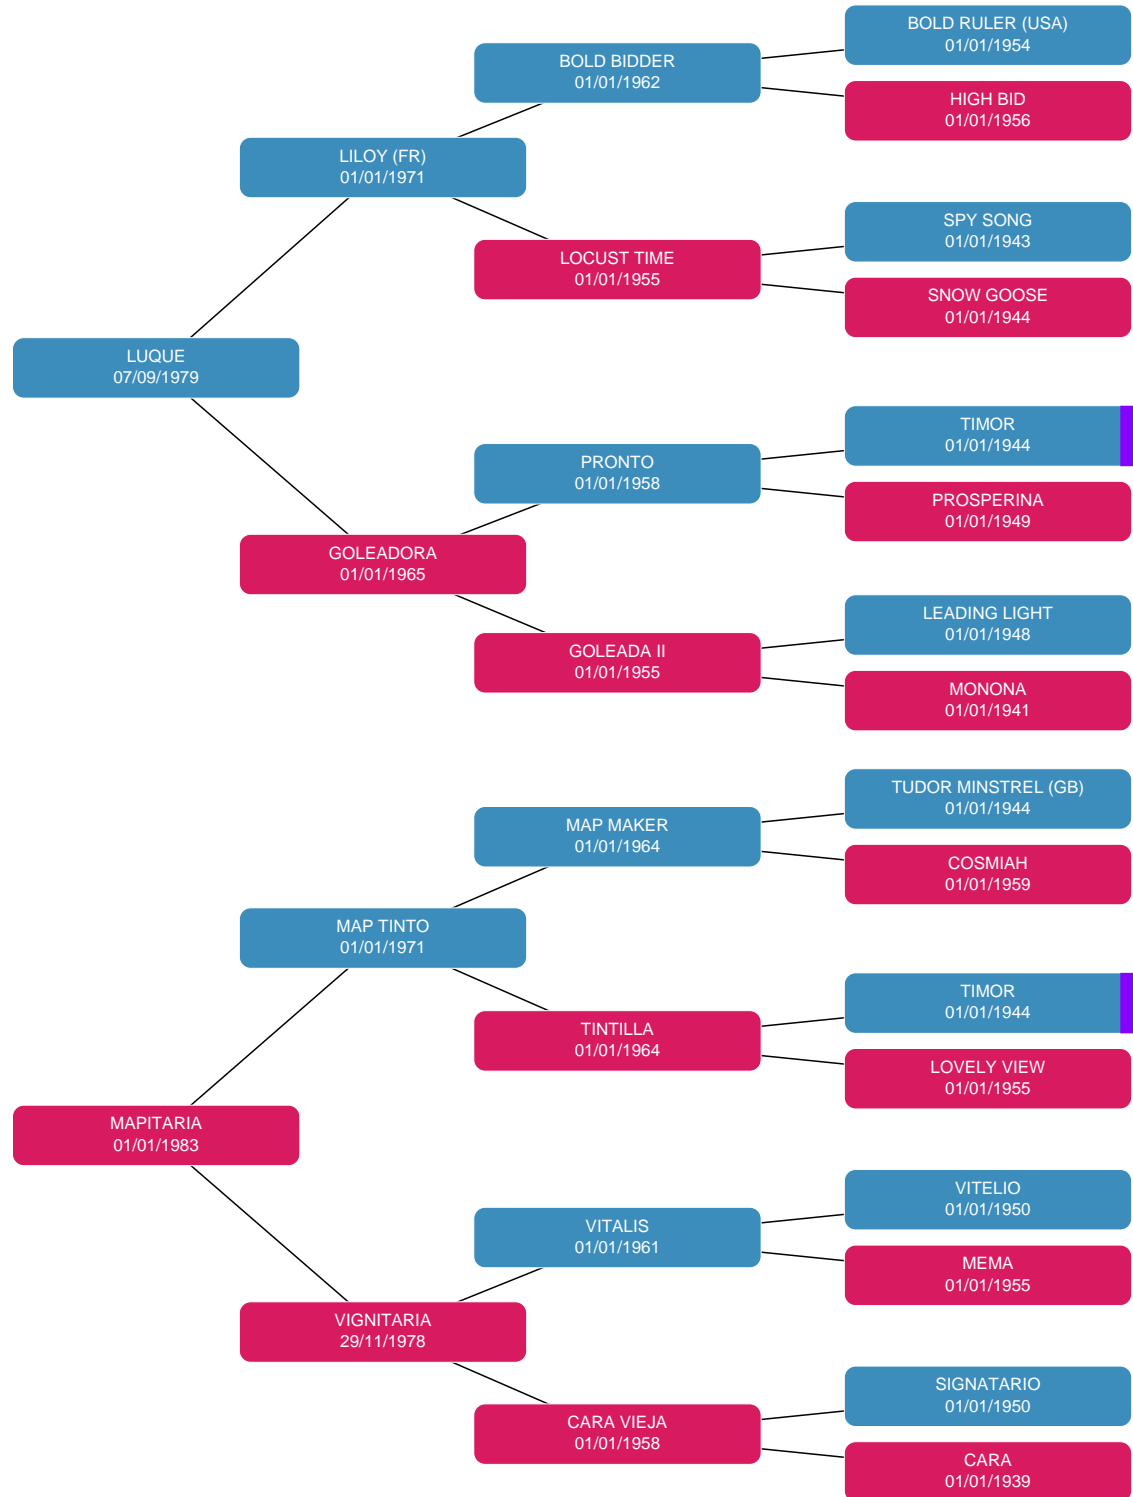 BOLD RULER (USA)
01/01/1954
BOLD BIDDER
01/01/1962
HIGH BID
01/01/1956
LILOY (FR)
01/01/1971
SPY SONG
01/01/1943
LOCUST TIME
01/01/1955
SNOW GOOSE
01/01/1944
LUQUE
07/09/1979
TIMOR
01/01/1944
PRONTO
01/01/1958
PROSPERINA
01/01/1949
GOLEADORA
01/01/1965
LEADING LIGHT
01/01/1948
GOLEADA II
01/01/1955
MONONA
01/01/1941
TUDOR MINSTREL (GB)
01/01/1944
MAP MAKER
01/01/1964
COSMIAH
01/01/1959
MAP TINTO
01/01/1971
TIMOR
01/01/1944
TINTILLA
01/01/1964
LOVELY VIEW
01/01/1955
MAPITARIA
01/01/1983
VITELIO
01/01/1950
VITALIS
01/01/1961
MEMA
01/01/1955
VIGNITARIA
29/11/1978
SIGNATARIO
01/01/1950
CARA VIEJA
01/01/1958
CARA
01/01/1939